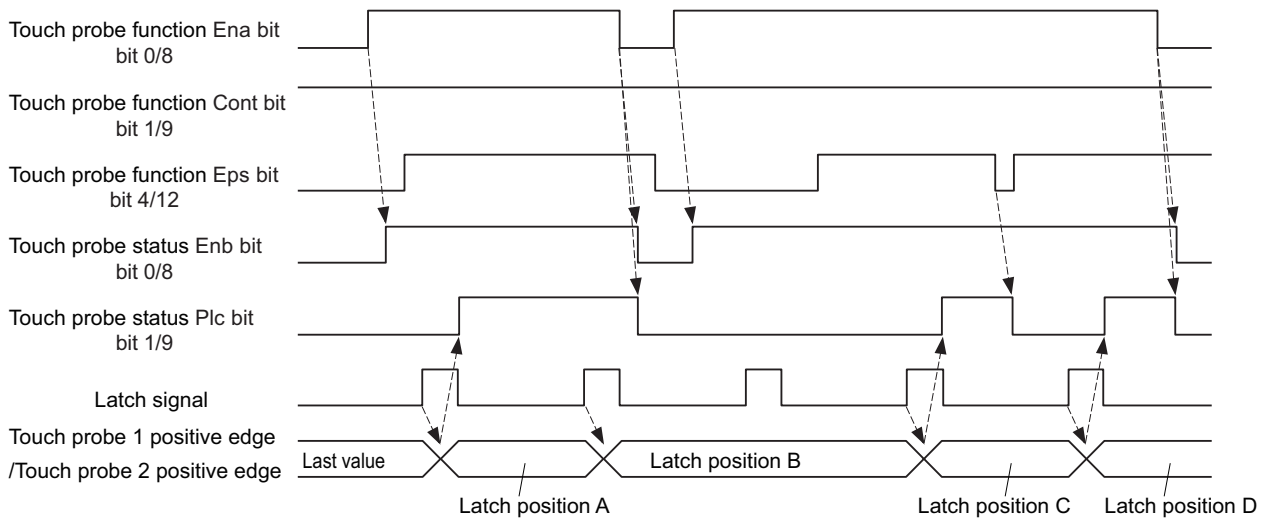 Touch probe function Ena bit
bit 0/8
Touch probe function Cont bit
bit 1/9
Touch probe function Eps bit
bit 4/12
Touch probe status Enb bit
bit 0/8
Touch probe status Plc bit
bit 1/9
Latch signal
Touch probe 1 positive edge
/Touch probe 2 positive edge
Last value
Latch position B
Latch position A
Latch position C
Latch position D